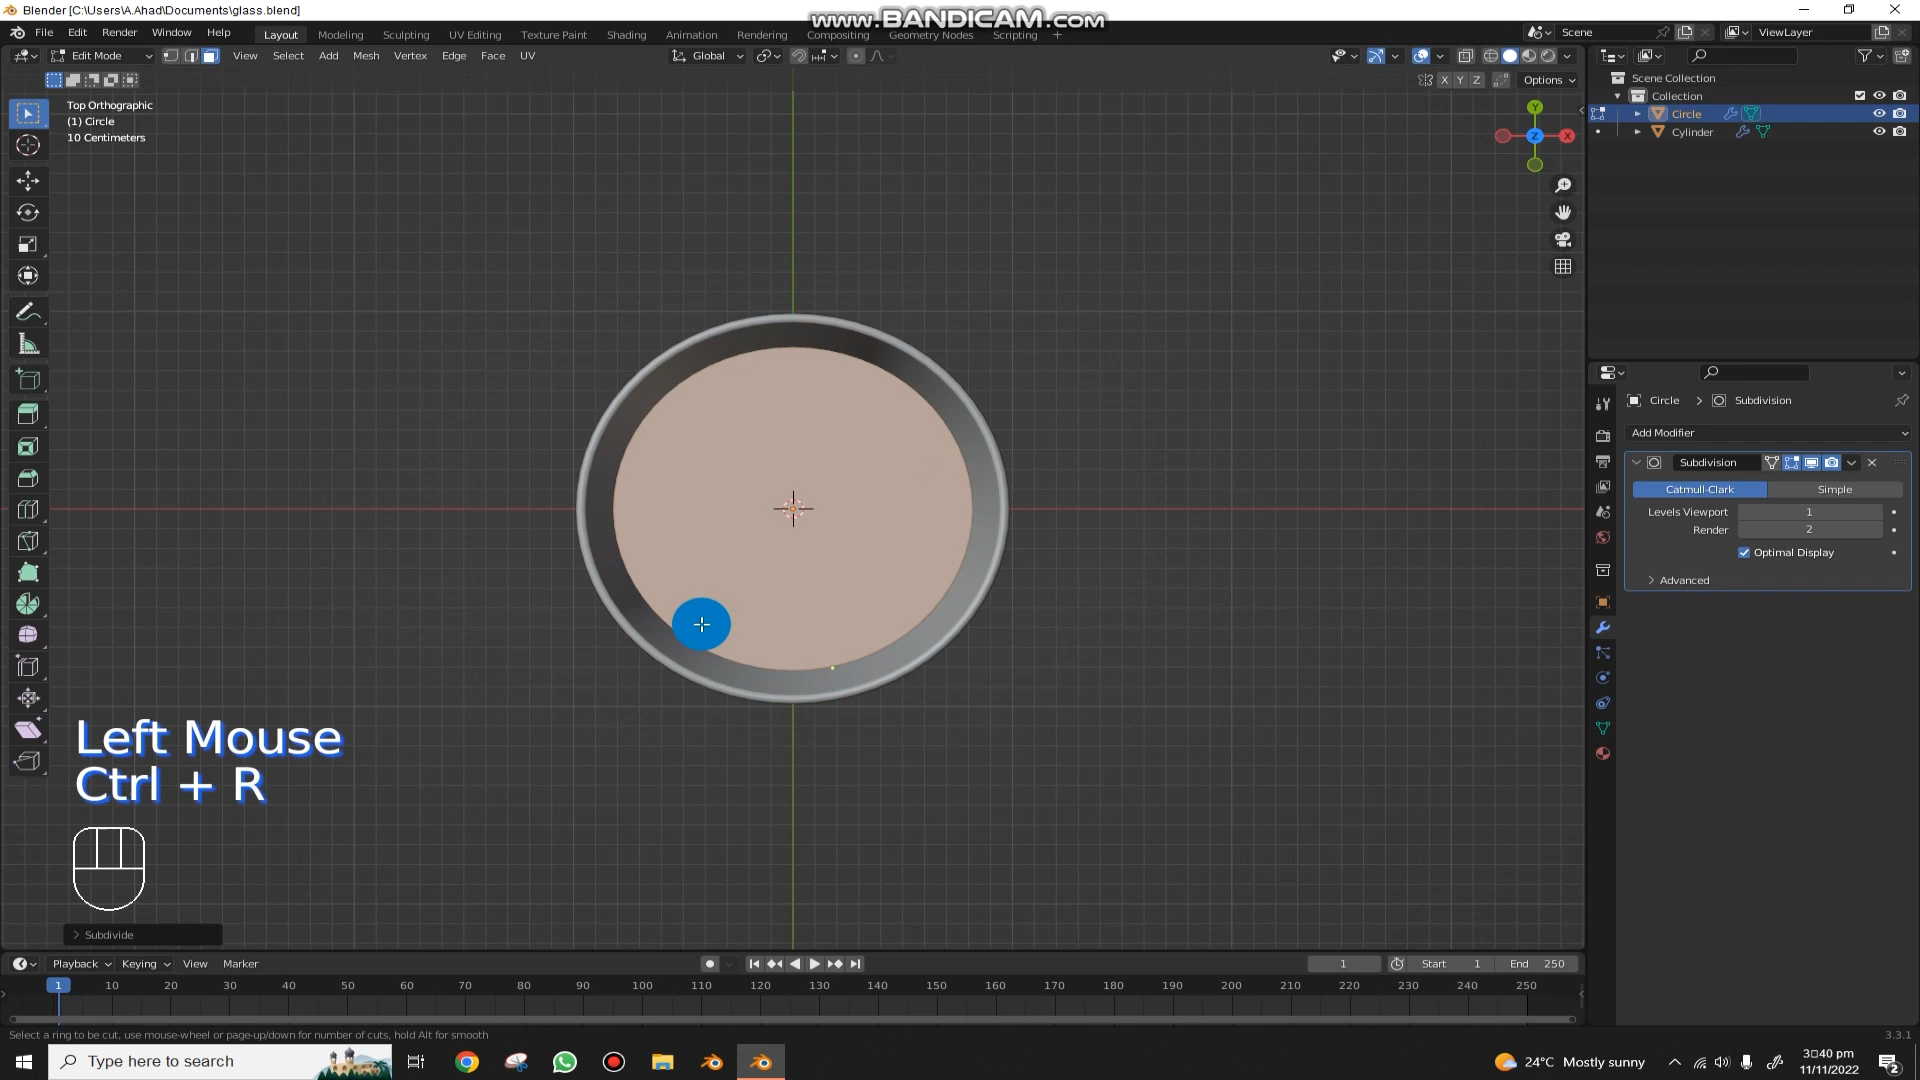 Blender [C:\Users\A.Ahad\Documents\glass.blend]
www.BANDICAM.com
File Edit Render Window Help Layout Modeling Sculpting UV Editing Texture Paint Shading Animation Rendering Compositing Geometry Nodes Scripting + Scene ViewLayer
Edit Mode View Select Add Mesh Vertex Edge Face UV Global
X Y Z Options
Top Orthographic
(1) Circle
10 Centimeters
Y
Z
X
Scene Collection
Collection
Circle
Cylinder
Circle > Subdivision
Add Modifier
Subdivision
Catmull-Clark Simple
Levels Viewport 1
Render 2
Optimal Display
Advanced
Left Mouse
Ctrl + R
Subdivide
Playback Keying View Marker 1 Start 1 End 250
1 10 20 30 40 50 60 70 80 90 100 110 120 130 140 150 160 170 180 190 200 210 220 230 240 250
Select a ring to be cut, use mouse-wheel or page-up/down for number of cuts, hold Alt for smooth
3.3.1
Type here to search
24°C Mostly sunny
3□40 pm
11/11/2022
2